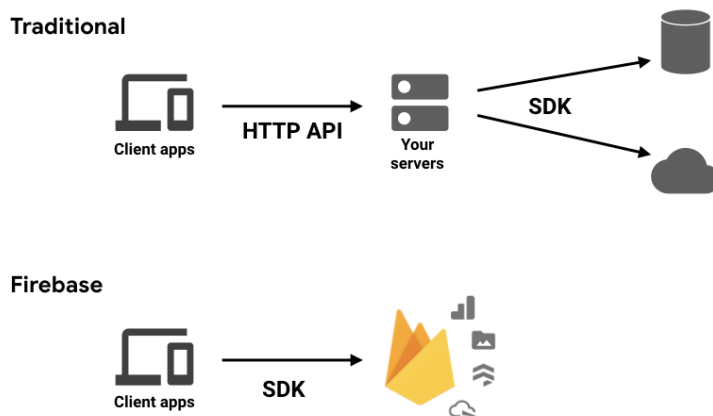 Traditional
HTTP API
SDK
Client apps
Your
servers
Firebase
SDK
Client apps